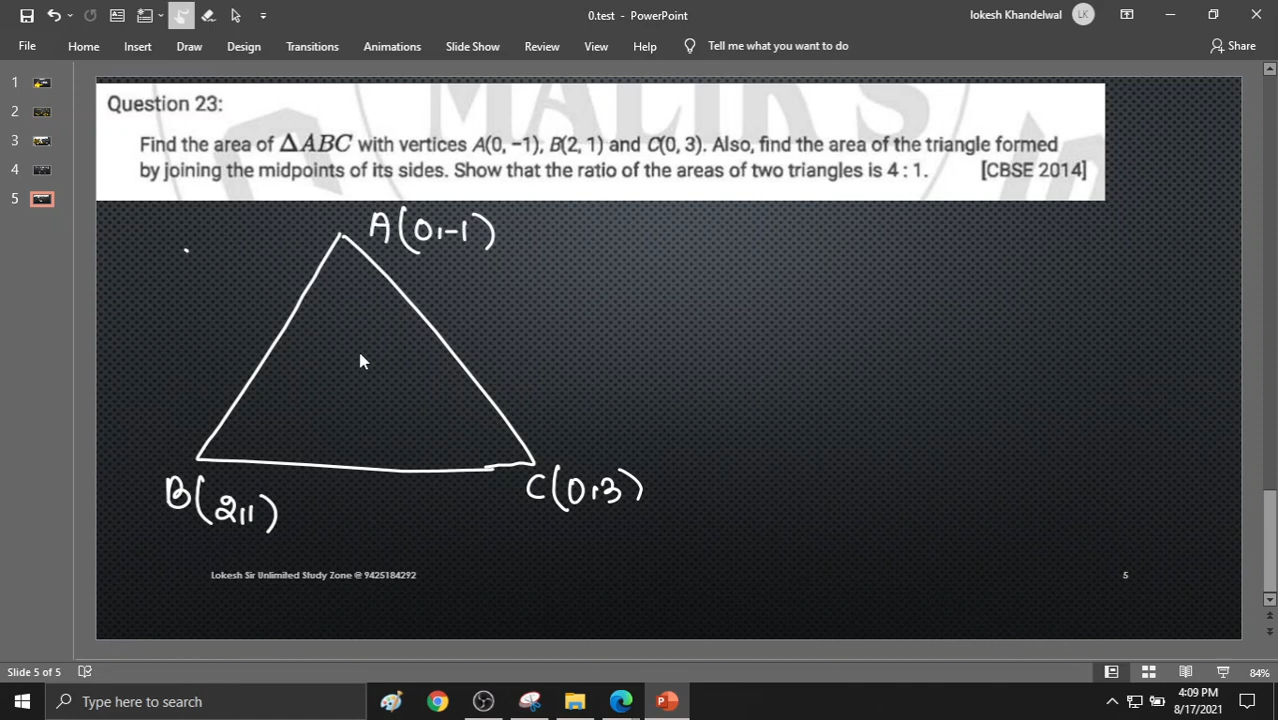 0.test - PowerPoint
lokesh Khandelwal LK
File Home Insert Draw Design Transitions Animations Slide Show Review View Help Tell me what you want to do Share
1
2
3
4
5
MALIK'S
Question 23:
Find the area of ΔABC with vertices A(0, −1), B(2, 1) and C(0, 3). Also, find the area of the triangle formed
by joining the midpoints of its sides. Show that the ratio of the areas of two triangles is 4 : 1. [CBSE 2014]
A(0,-1)
B(2,1)
C(0,3)
Lokesh Sir Unlimited Study Zone @ 9425184292 5
Slide 5 of 5 84%
Type here to search
4:09 PM
8/17/2021